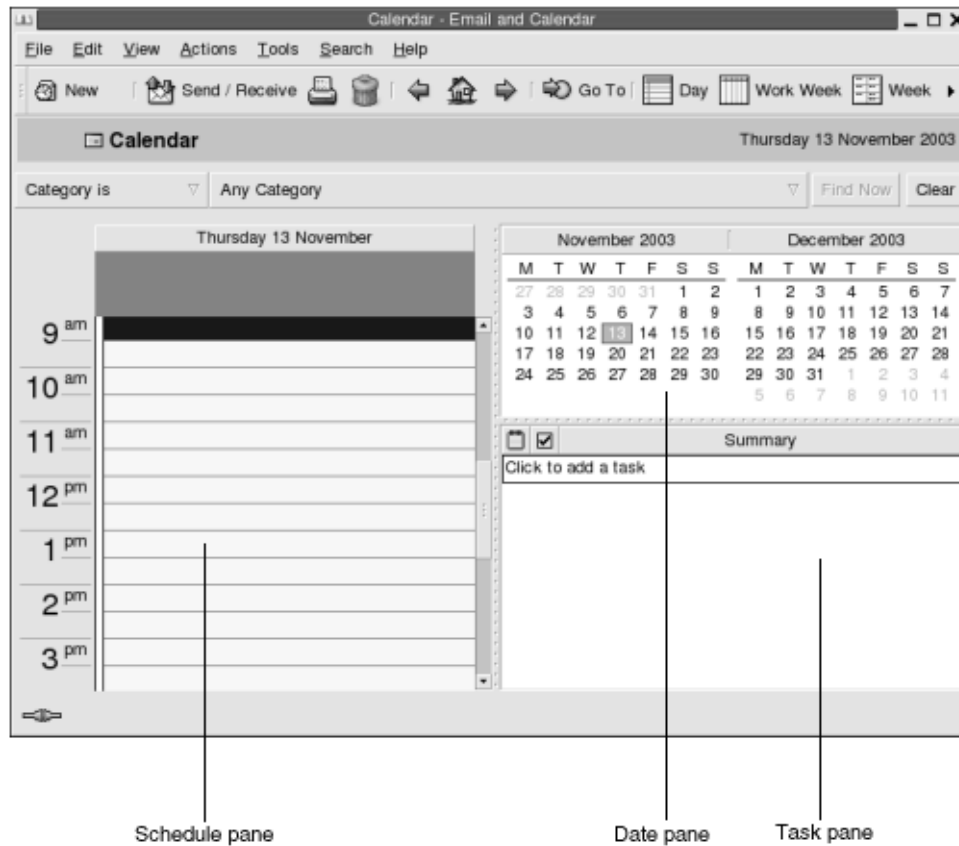 Calendar - Email and Calendar
File Edit View Actions Tools Search Help
New Send / Receive Go To Day Work Week Week
Calendar Thursday 13 November 2003
Category is Any Category Find Now Clear
Thursday 13 November
9 am
10 am
11 am
12 pm
1 pm
2 pm
3 pm
November 2003
M T W T F S S
27 28 29 30 31 1 2
3 4 5 6 7 8 9
10 11 12 13 14 15 16
17 18 19 20 21 22 23
24 25 26 27 28 29 30
December 2003
M T W T F S S
1 2 3 4 5 6 7
8 9 10 11 12 13 14
15 16 17 18 19 20 21
22 23 24 25 26 27 28
29 30 31 1 2 3 4
5 6 7 8 9 10 11
Summary
Click to add a task
Schedule pane Date pane Task pane